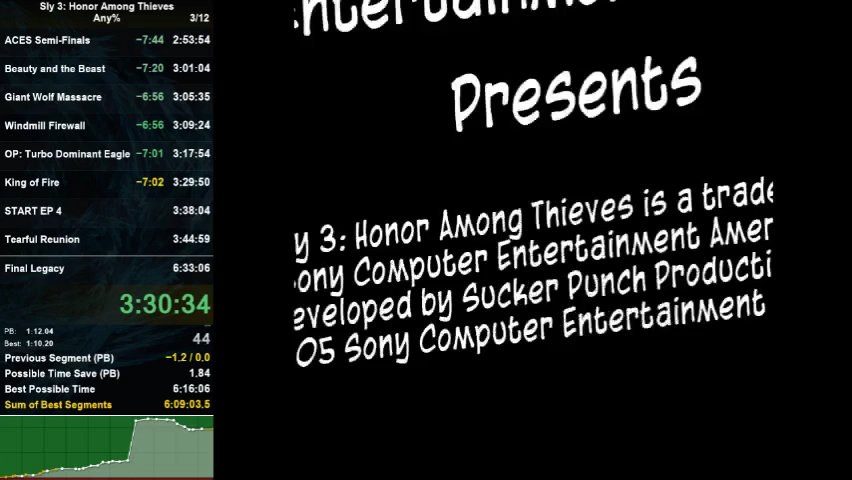 Sly 3: Honor Among Thieves
Any%
3/12
ACES Semi-Finals -7:44 2:53:54
Beauty and the Beast -7:20 3:01:04
Giant Wolf Massacre -6:56 3:05:35
Windmill Firewall -6:56 3:09:24
OP: Turbo Dominant Eagle -7:01 3:17:54
King of Fire -7:02 3:29:50
START EP 4 3:38:04
Tearful Reunion 3:44:59
Final Legacy 6:33:06
3:30:34
PB: 1:12.04
Best: 1:10.20
44
Previous Segment (PB) -1.2 / 0.0
Possible Time Save (PB) 1.84
Best Possible Time 6:16:06
Sum of Best Segments 6:09:03.5
Entertainment
Presents
y 3: Honor Among Thieves is a trade
ony Computer Entertainment Amer
eveloped by Sucker Punch Producti
05 Sony Computer Entertainment